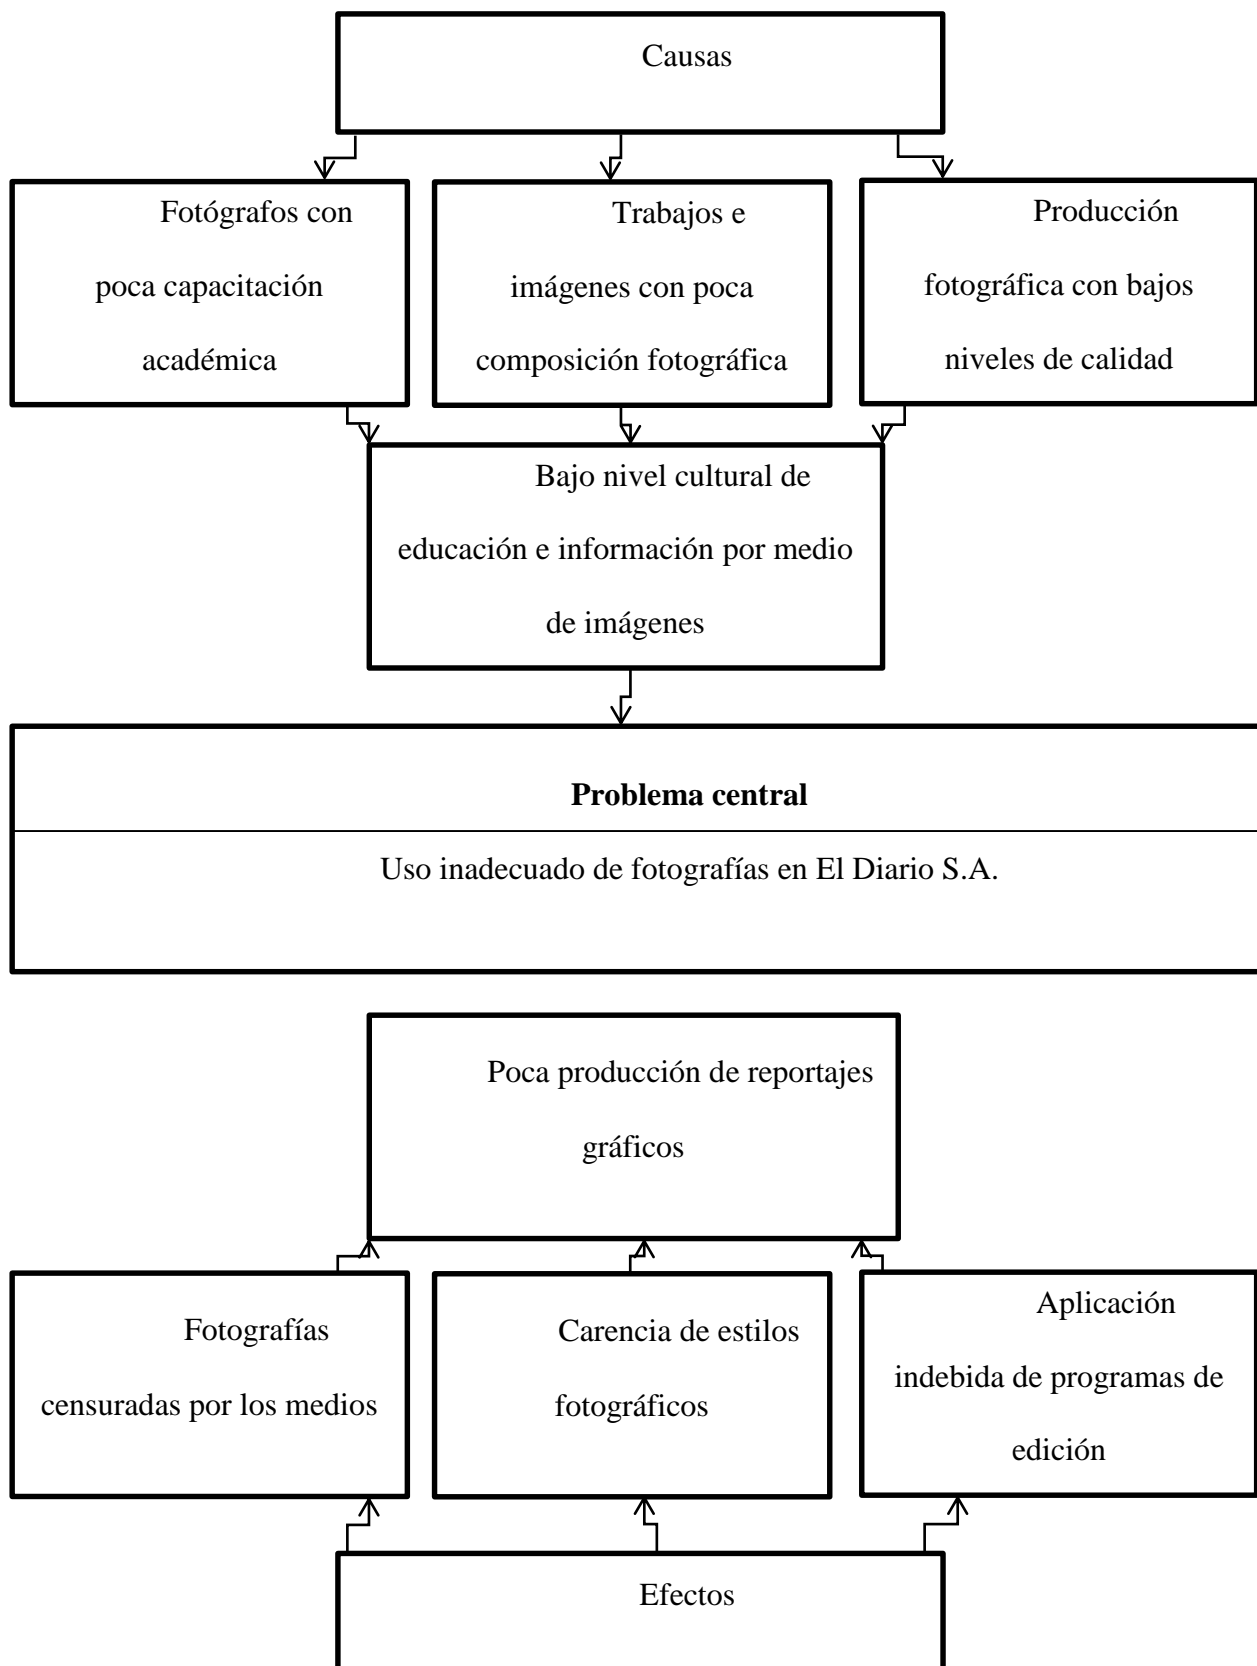 Causas
Fotógrafos con
poca capacitación
académica
Trabajos e
imágenes con poca
composición fotográfica
Producción
fotográfica con bajos
niveles de calidad
Bajo nivel cultural de
educación e información por medio
de imágenes
Problema central
Uso inadecuado de fotografías en El Diario S.A.
Poca producción de reportajes
gráficos
Fotografías
censuradas por los medios
Carencia de estilos
fotográficos
Aplicación
indebida de programas de
edición
Efectos